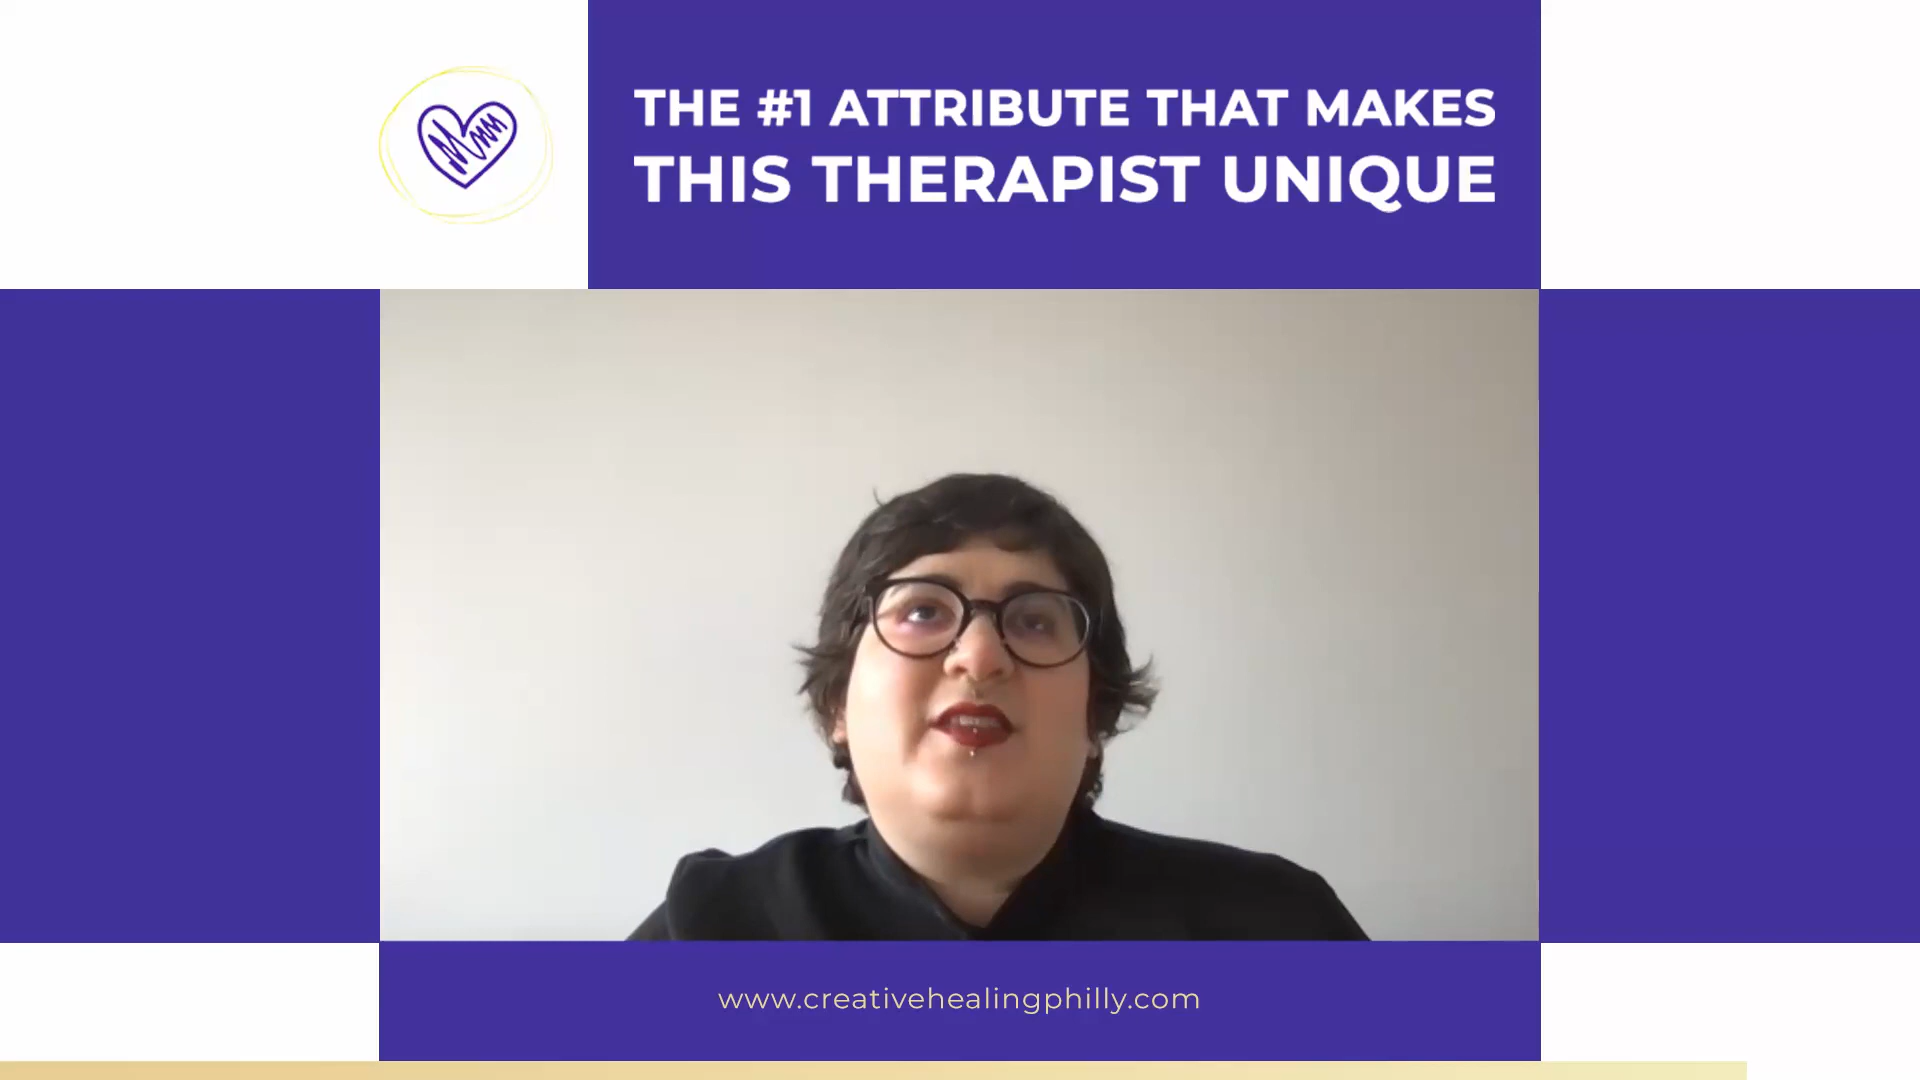 THE #1 ATTRIBUTE THAT MAKES
THIS THERAPIST UNIQUE
www.creativehealingphilly.com